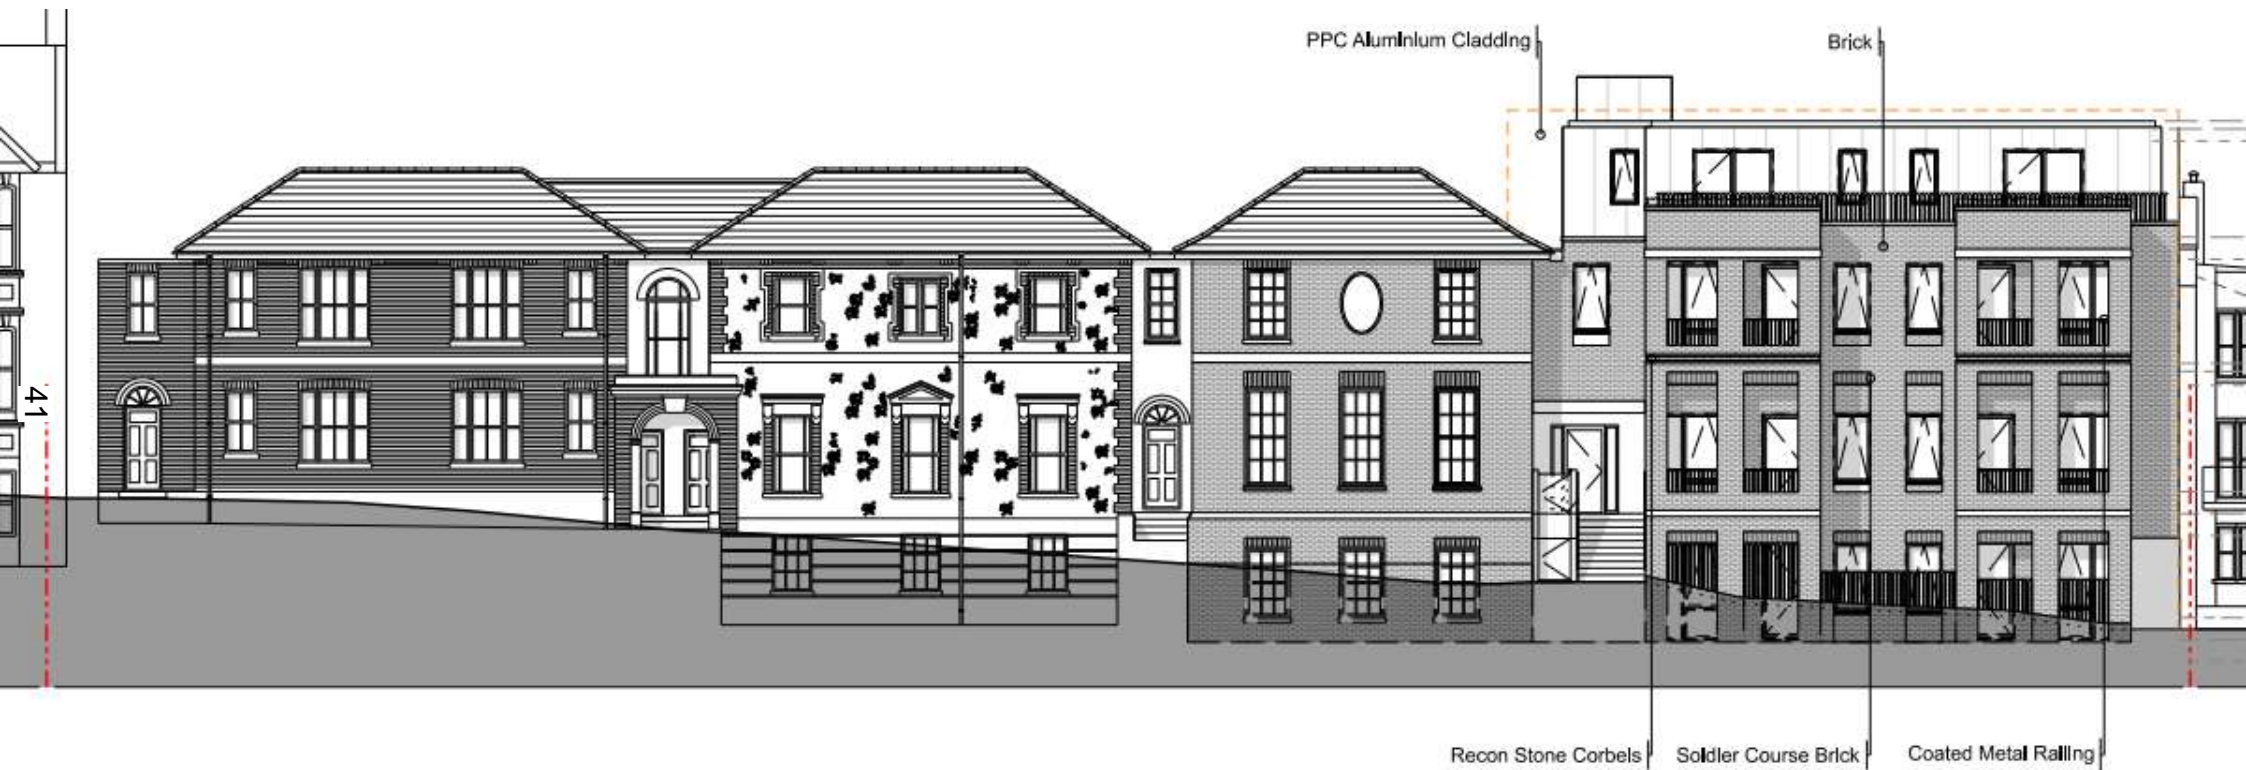 PPC Aluminium Cladding
Brick
41
Recon Stone Corbels
Soldier Course Brick
Coated Metal Railing